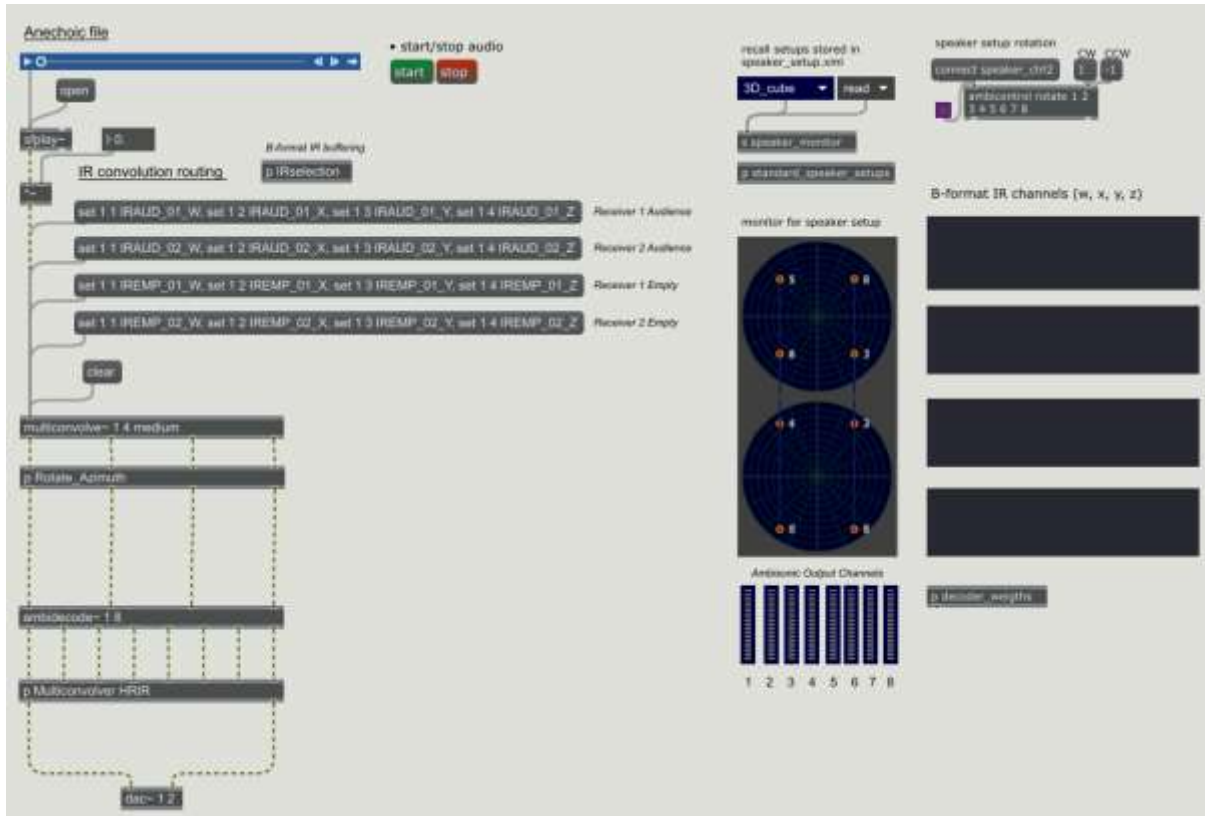 Anechoic file
open
sfplay~
0.
*~
• start/stop audio
start stop
B-format IR buffering
IR convolution routing
p IRselection
set 1 1 IRAUD_01_W, set 1 2 IRAUD_01_X, set 1 3 IRAUD_01_Y, set 1 4 IRAUD_01_Z
Receiver 1 Audience
set 1 1 IRAUD_02_W, set 1 2 IRAUD_02_X, set 1 3 IRAUD_02_Y, set 1 4 IRAUD_02_Z
Receiver 2 Audience
set 1 1 IREMP_01_W, set 1 2 IREMP_01_X, set 1 3 IREMP_01_Y, set 1 4 IREMP_01_Z
Receiver 1 Empty
set 1 1 IREMP_02_W, set 1 2 IREMP_02_X, set 1 3 IREMP_02_Y, set 1 4 IREMP_02_Z
Receiver 2 Empty
clear
multiconvolve~ 1 4 medium
p Rotate_Azimuth
ambidecode~ 1 8
p Multiconvolver HRIR
dac~ 1 2
recall setups stored in
speaker_setup.xml
3D_cube
read
s speaker_monitor
p standard_speaker_setups
monitor for speaker setup
Ambisonic Output Channels
1 2 3 4 5 6 7 8
speaker setup rotation
CW CCW
connect speaker_ctrl2
1 -1
ambicontrol rotate 1 2
3 4 5 6 7 8
B-format IR channels (w, x, y, z)
p decoder_weigths